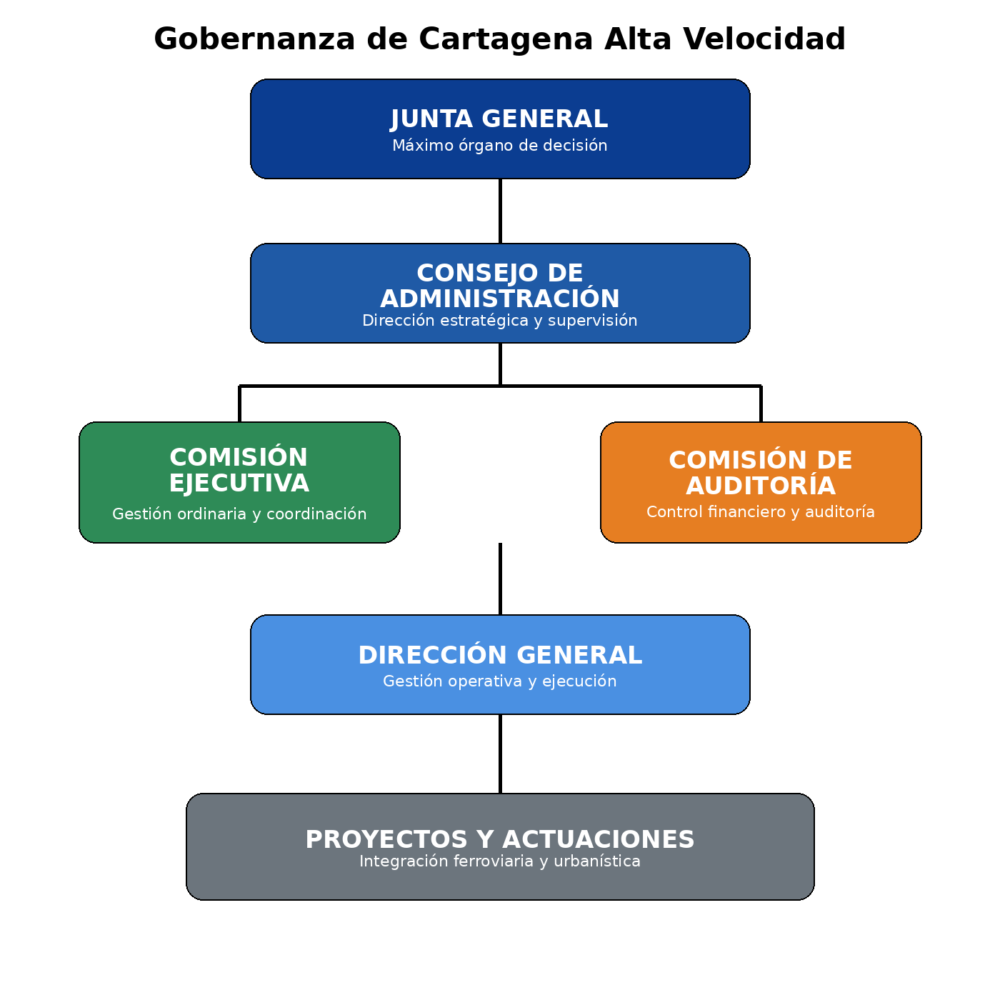 Gobernanza de Cartagena Alta Velocidad
JUNTA GENERAL
Máximo órgano de decisión
CONSEJO DE
ADMINISTRACIÓN
Dirección estratégica y supervisión
COMISIÓN
EJECUTIVA
Gestión ordinaria y coordinación
COMISIÓN DE
AUDITORÍA
Control financiero y auditoría
DIRECCIÓN GENERAL
Gestión operativa y ejecución
PROYECTOS Y ACTUACIONES
Integración ferroviaria y urbanística